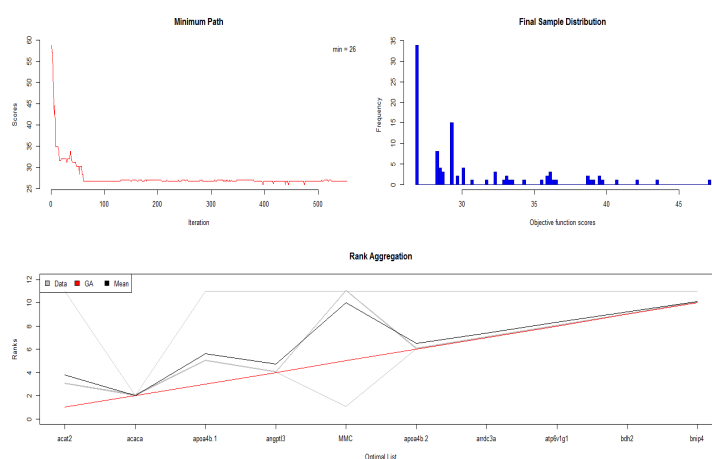 Minimum Path
min = 26
Scores
60
55
50
45
40
35
30
25
0 100 200 300 400 500
Iteration
Final Sample Distribution
Frequency
35
30
25
20
15
10
5
0
30 35 40 45
Objective function scores
Rank Aggregation
Data GA Mean
Ranks
12
10
8
6
4
2
0
acat2 acaca apoa4b.1 angptl3 MMC apoa4b.2 arrdc3a atp6v1g1 bdh2 bnip4
Optimal List